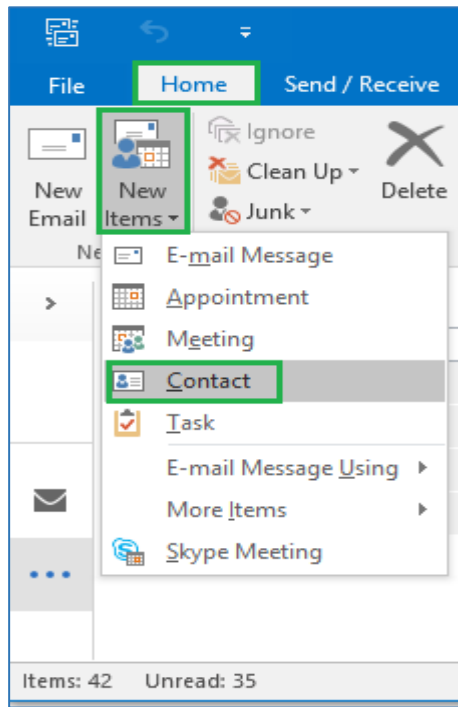 File Home Send / Receive
Ignore
Clean Up
Junk
Delete
New
Email
New
Items
Ne
E-mail Message
Appointment
Meeting
Contact
Task
E-mail Message Using
More Items
Skype Meeting
Items: 42 Unread: 35